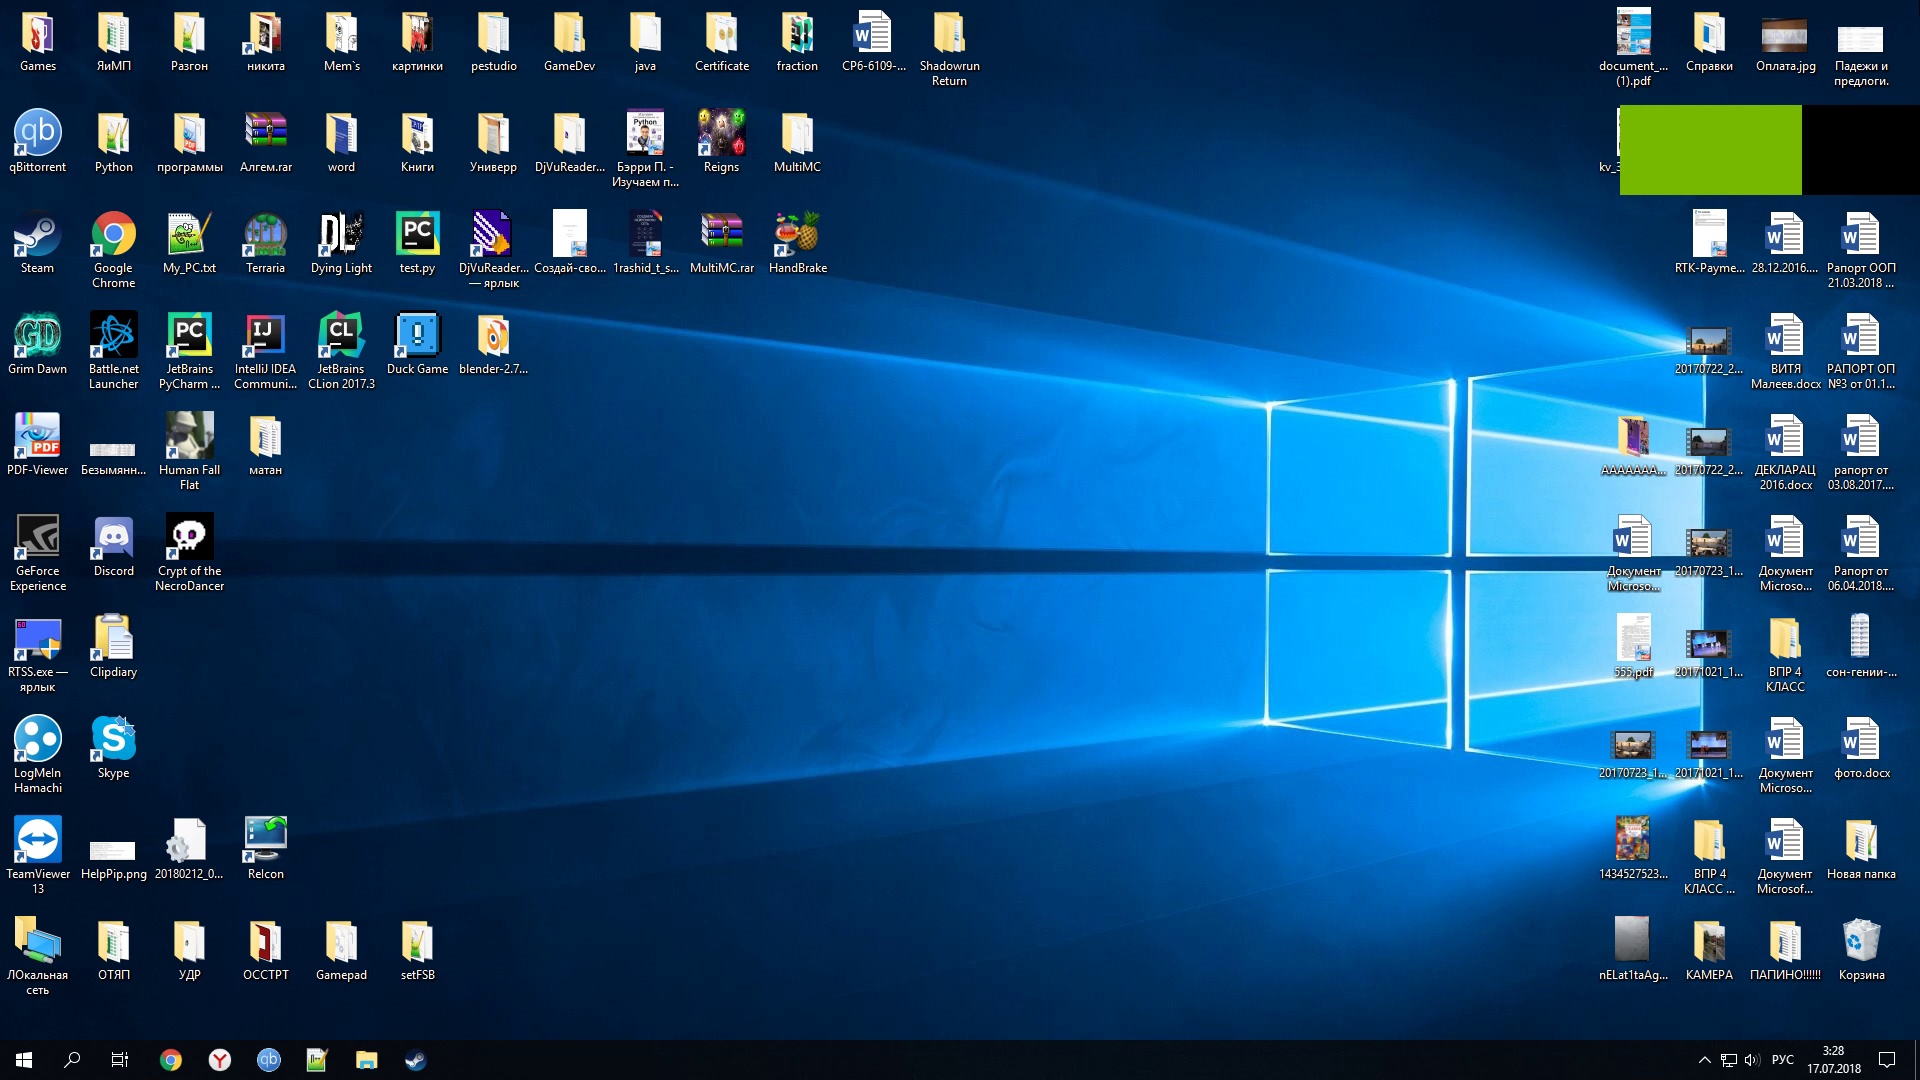 Games
ЯиМП
Разгон
никита
Mem`s
картинки
pestudio
GameDev
java
Certificate
fraction
СР6-6109-...
Shadowrun
Return
document_...
(1).pdf
Справки
Оплата.jpg
Падежи и
предлоги.
qBittorrent
Python
программы
Алгем.rar
word
Книги
Универр
DjVuReader...
Бэрри П. -
Изучаем п...
Reigns
MultiMC
kv_3
Steam
Google
Chrome
My_PC.txt
Terraria
Dying Light
test.py
DjVuReader...
— ярлык
Создай-сво...
1rashid_t_s...
MultiMC.rar
HandBrake
RTK-Payme...
28.12.2016....
Рапорт ООП
21.03.2018 ...
Grim Dawn
Battle.net
Launcher
JetBrains
PyCharm ...
IntelliJ IDEA
Communi...
JetBrains
CLion 2017.3
Duck Game
blender-2.7...
20170722_2...
ВИТЯ
Малеев.docx
РАПОРТ ОП
№3 от 01.1...
PDF-Viewer
Безымянн...
Human Fall
Flat
матан
AAAAAAA...
20170722_2...
ДЕКЛАРАЦ
2016.docx
рапорт от
03.08.2017....
GeForce
Experience
Discord
Crypt of the
NecroDancer
Документ
Microso...
20170723_1...
Документ
Microso...
Рапорт от
06.04.2018....
RTSS.exe —
ярлык
Clipdiary
555.pdf
20171021_1...
ВПР 4
КЛАСС
сон-гении-...
LogMeIn
Hamachi
Skype
20170723_1...
20171021_1...
Документ
Microso...
фото.docx
TeamViewer
13
HelpPip.png
20180212_0...
ReIcon
1434527523...
ВПР 4
КЛАСС ...
Документ
Microsof...
Новая папка
ЛОкальная
сеть
ОТЯП
УДР
ОССТРТ
Gamepad
setFSB
nELat1taAg...
КАМЕРА
ПАПИНО!!!!!!
Корзина
РУС
3:28
17.07.2018